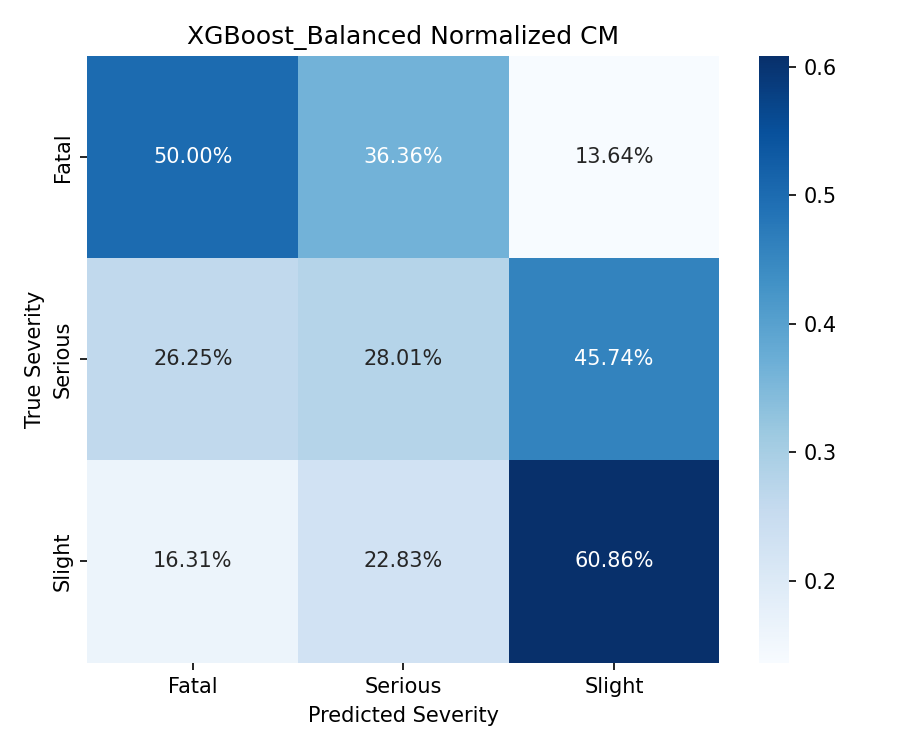 XGBoost_Balanced Normalized CM
True Severity
Fatal
50.00% 36.36% 13.64%
Serious
26.25% 28.01% 45.74%
Slight
16.31% 22.83% 60.86%
Fatal Serious Slight
Predicted Severity
0.6
0.5
0.4
0.3
0.2